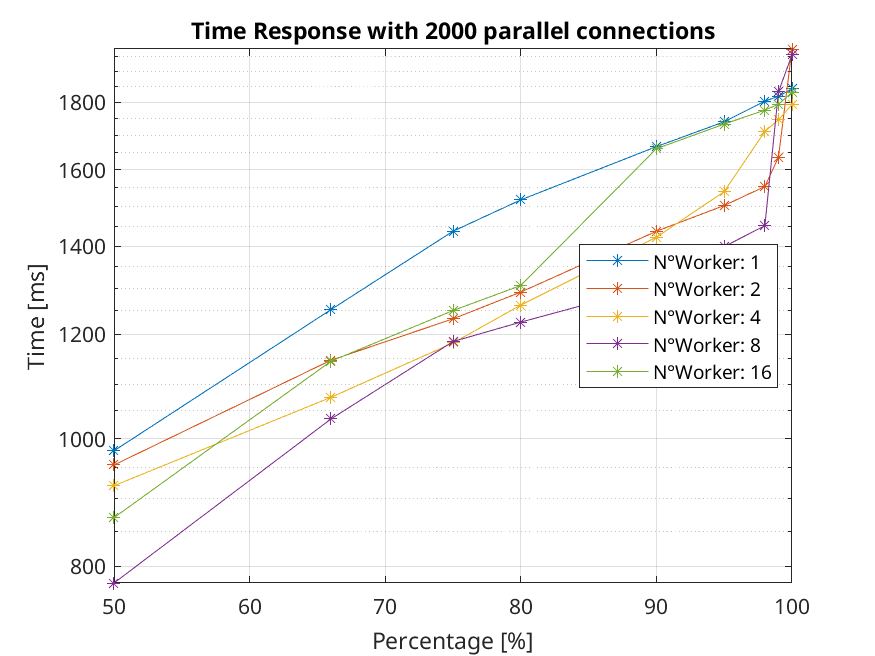 Time Response with 2000 parallel connections
1800
1600
1400
1200
1000
800
Time [ms]
50 60 70 80 90 100
Percentage [%]
N°Worker: 1
N°Worker: 2
N°Worker: 4
N°Worker: 8
N°Worker: 16